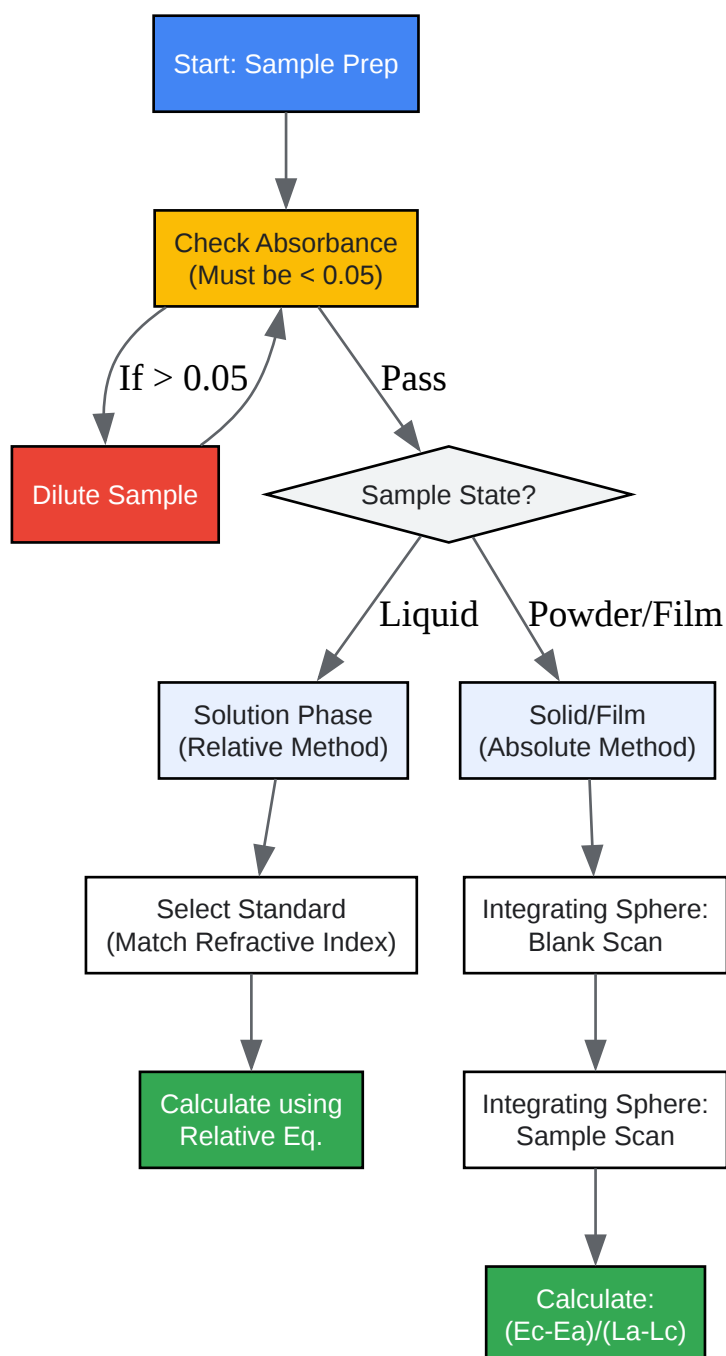 Start: Sample Prep
Check Absorbance
(Must be < 0.05)
If > 0.05
Pass
Dilute Sample
Sample State?
Liquid
Powder/Film
Solution Phase
(Relative Method)
Solid/Film
(Absolute Method)
Select Standard
(Match Refractive Index)
Integrating Sphere:
Blank Scan
Calculate using
Relative Eq.
Integrating Sphere:
Sample Scan
Calculate:
(Ec-Ea)/(La-Lc)